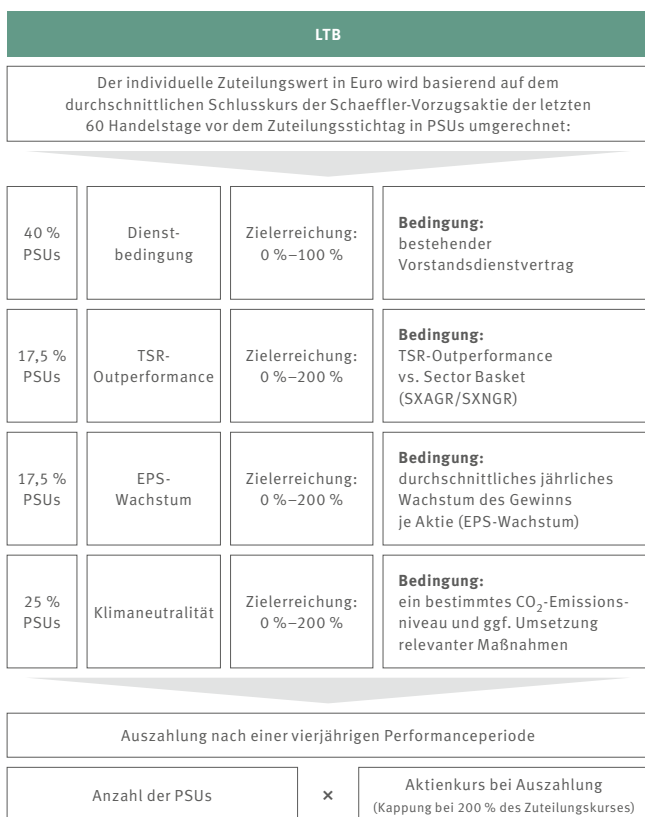 LTB
Der individuelle Zuteilungswert in Euro wird basierend auf dem
durchschnittlichen Schlusskurs der Schaeffler-Vorzugsaktie der letzten
60 Handelstage vor dem Zuteilungsstichtag in PSUs umgerechnet:
40 %
PSUs
Dienst-
bedingung
Zielerreichung:
0 %–100 %
Bedingung:
bestehender
Vorstandsdienstvertrag
17,5 %
PSUs
TSR-
Outperformance
Zielerreichung:
0 %–200 %
Bedingung:
TSR-Outperformance
vs. Sector Basket
(SXAGR/SXNGR)
17,5 %
PSUs
EPS-
Wachstum
Zielerreichung:
0 %–200 %
Bedingung:
durchschnittliches jährliches
Wachstum des Gewinns
je Aktie (EPS-Wachstum)
25 %
PSUs
Klimaneutralität
Zielerreichung:
0 %–200 %
Bedingung:
ein bestimmtes CO₂-Emissions-
niveau und ggf. Umsetzung
relevanter Maßnahmen
Auszahlung nach einer vierjährigen Performanceperiode
Anzahl der PSUs
×
Aktienkurs bei Auszahlung
(Kappung bei 200 % des Zuteilungskurses)